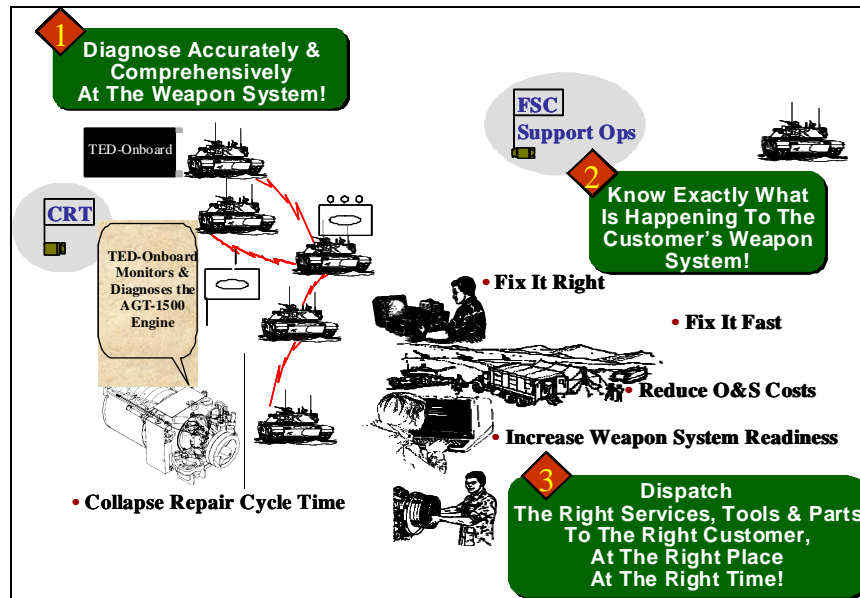 1
Diagnose Accurately &
Comprehensively
At The Weapon System!
TED-Onboard
CRT
TED-Onboard
Monitors &
Diagnoses the
AGT-1500
Engine
• Collapse Repair Cycle Time
FSC
Support Ops
2
Know Exactly What
Is Happening To The
Customer's Weapon
System!
• Fix It Right
• Fix It Fast
• Reduce O&S Costs
• Increase Weapon System Readiness
3
Dispatch
The Right Services, Tools & Parts
To The Right Customer,
At The Right Place
At The Right Time!